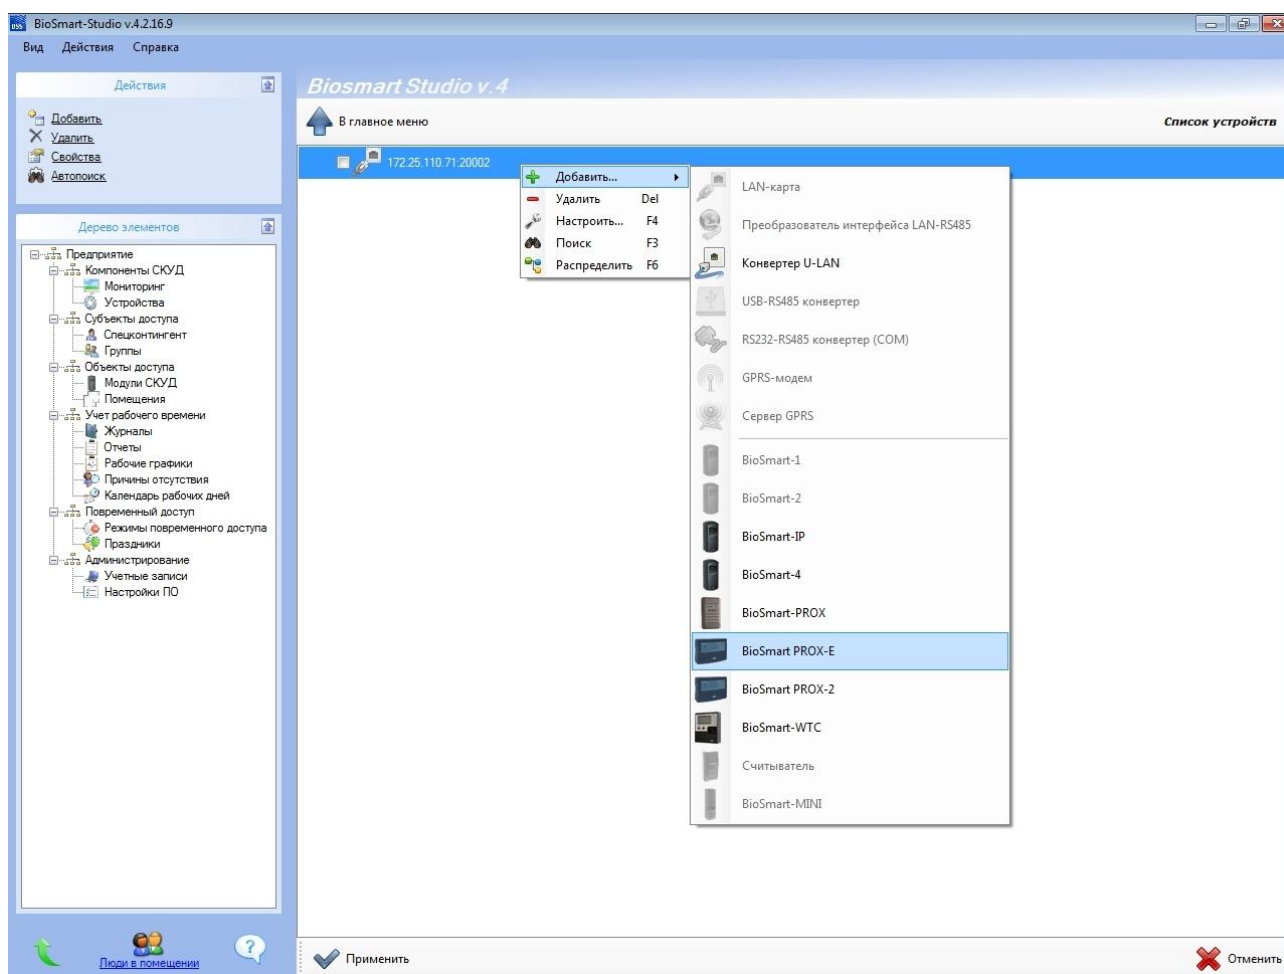 BioSmart-Studio v.4.2.16.9
Вид Действия Справка
Действия
Добавить
Удалить
Свойства
Автопоиск
Дерево элементов
Предприятие
Компоненты СКУД
Мониторинг
Устройства
Субъекты доступа
Спецконтингент
Группы
Объекты доступа
Модули СКУД
Помещения
Учет рабочего времени
Журналы
Отчеты
Рабочие графики
Причины отсутствия
Календарь рабочих дней
Повременный доступ
Режимы повременного доступа
Праздники
Администрирование
Учетные записи
Настройки ПО
Люди в помещении
?
Biosmart Studio v.4
В главное меню
Список устройств
172.25.110.71:20002
Добавить...
Удалить Del
Настроить... F4
Поиск F3
Распределить F6
LAN-карта
Преобразователь интерфейса LAN-RS485
Конвертер U-LAN
USB-RS485 конвертер
RS232-RS485 конвертер (COM)
GPRS-модем
Сервер GPRS
BioSmart-1
BioSmart-2
BioSmart-IP
BioSmart-4
BioSmart-PROX
BioSmart PROX-E
BioSmart PROX-2
BioSmart-WTC
Считыватель
BioSmart-MINI
Применить
Отменить